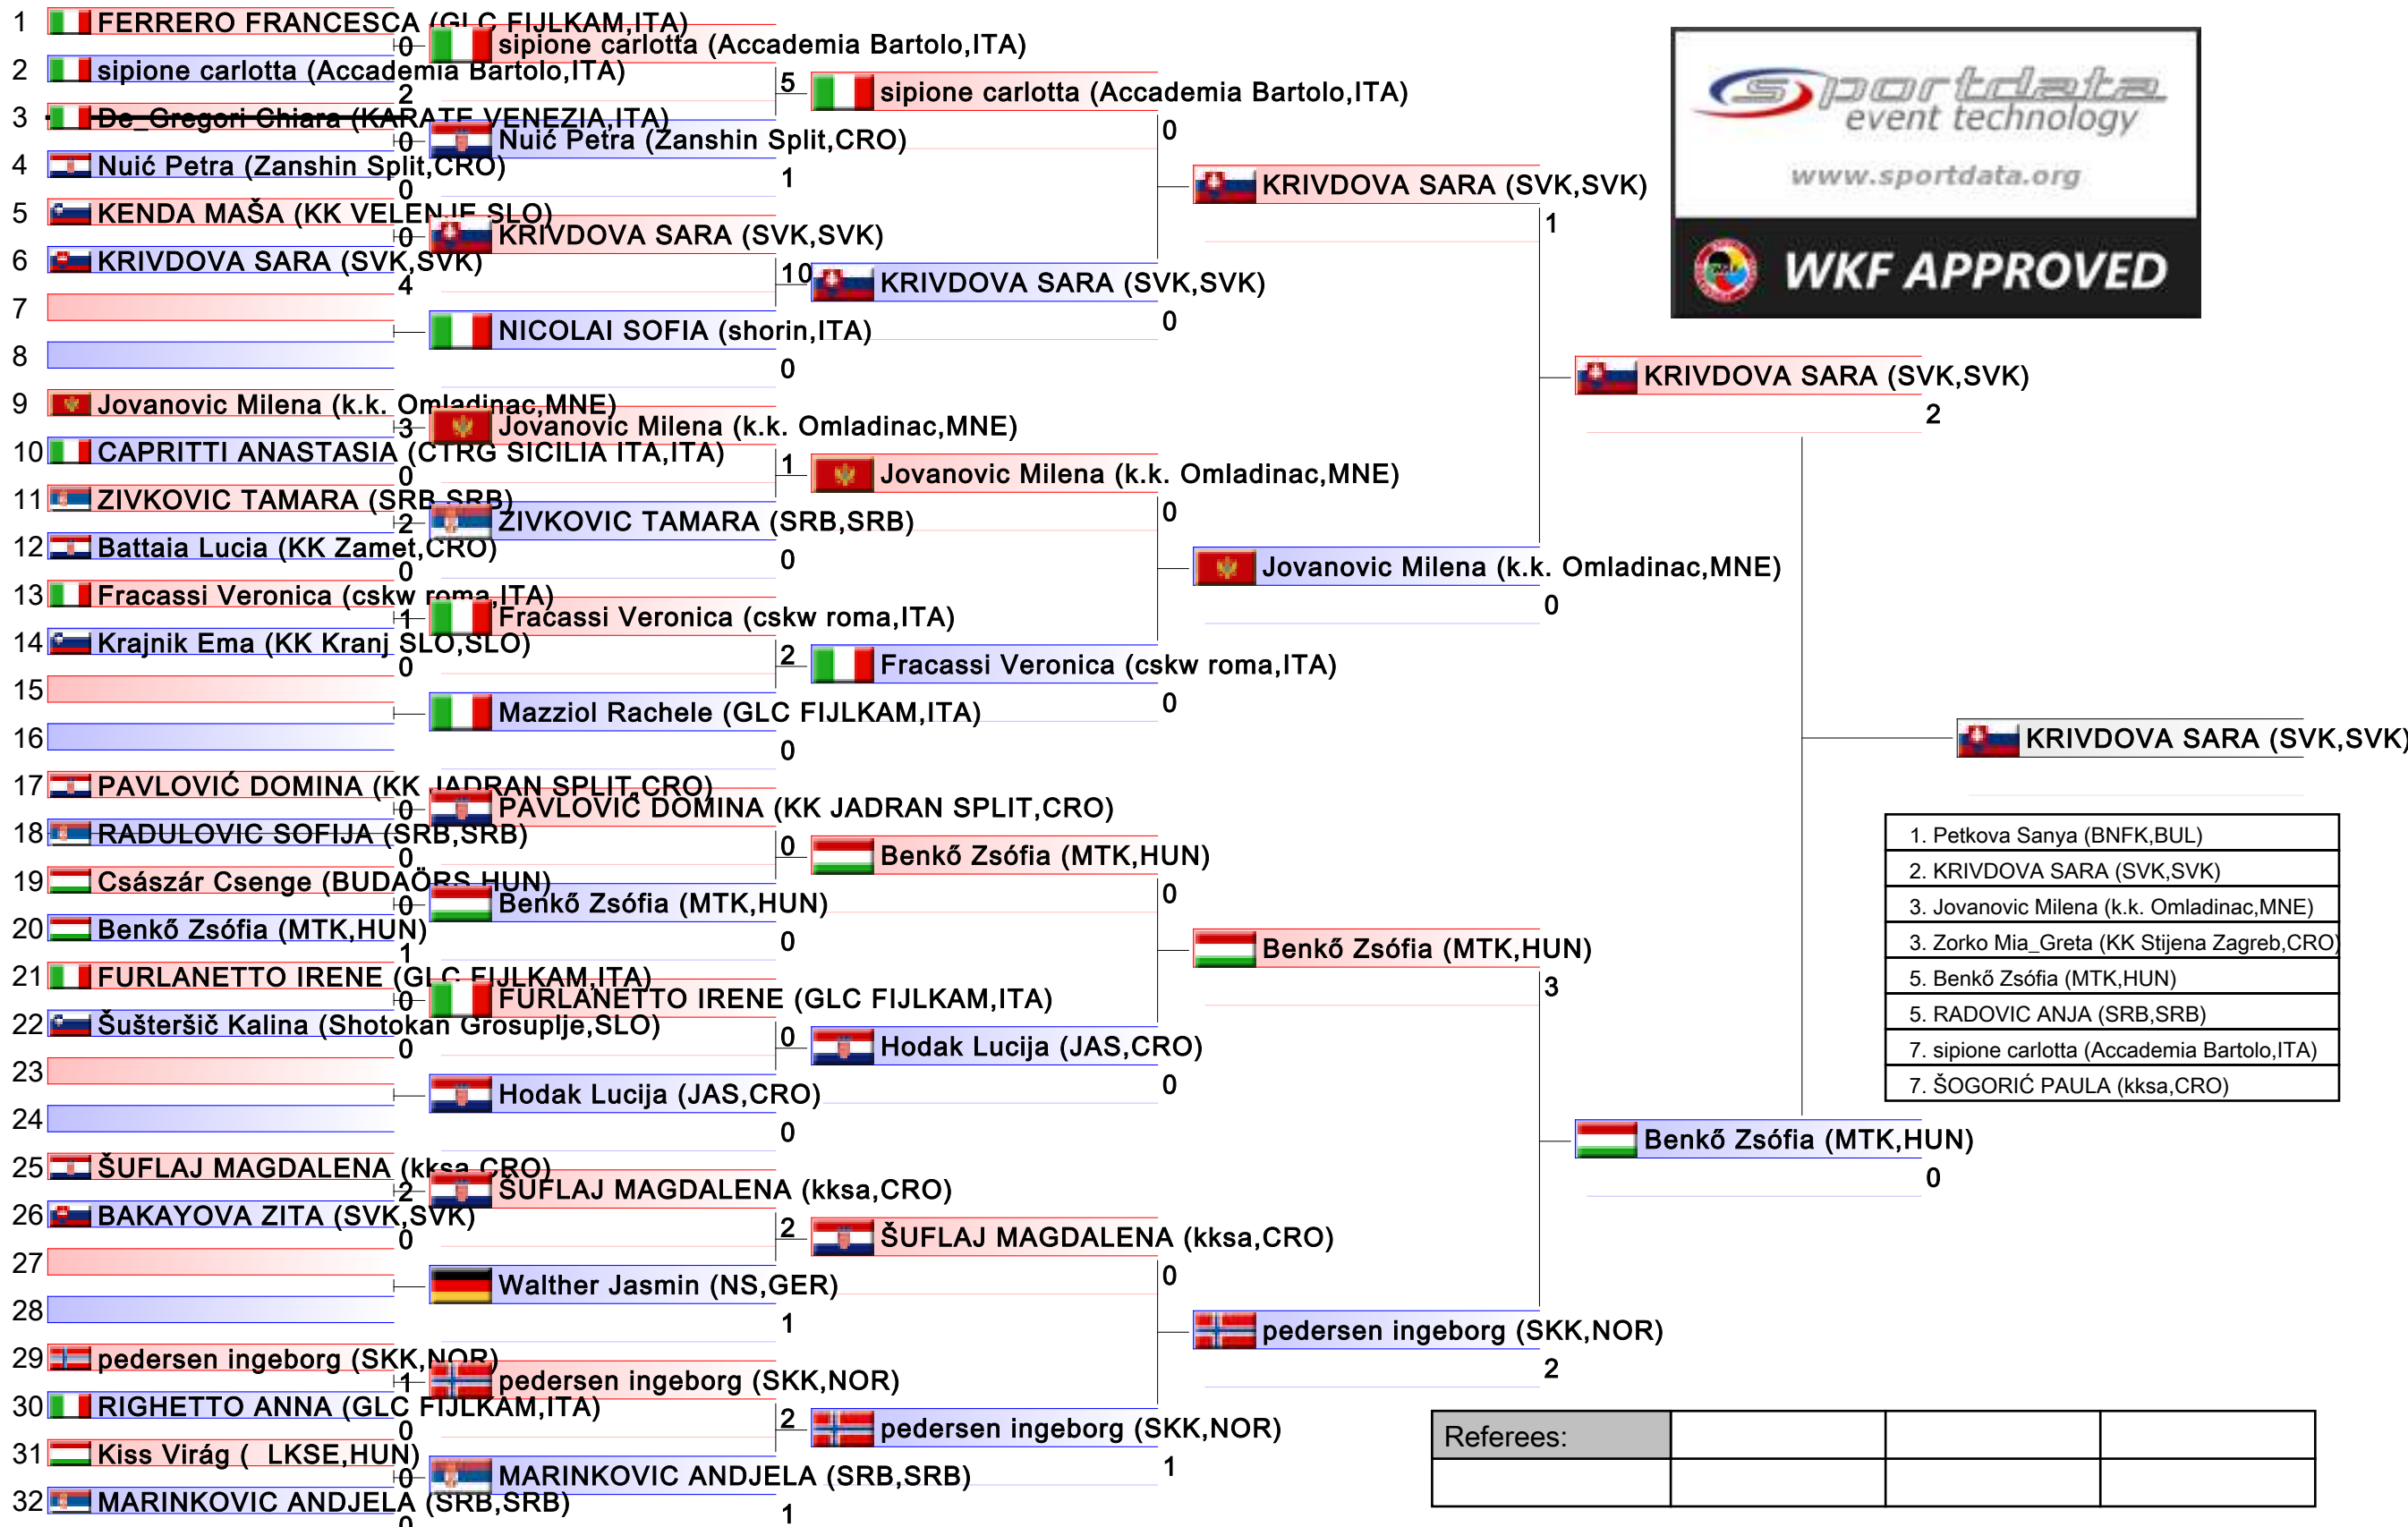 1 FERRERO FRANCESCA (GLC FIJLKAM,ITA)
0
2 sipione carlotta (Accademia Bartolo,ITA)
2
3 De_Gregori Chiara (KARATE VENEZIA,ITA)
0
4 Nuić Petra (Zanshin Split,CRO)
0
5 KENDA MAŠA (KK VELENJE,SLO)
0
6 KRIVDOVA SARA (SVK,SVK)
4
7
8
9 Jovanovic Milena (k.k. Omladinac,MNE)
3
10 CAPRITTI ANASTASIA (CTRG SICILIA ITA,ITA)
0
11 ZIVKOVIC TAMARA (SRB,SRB)
2
12 Battaia Lucia (KK Zamet,CRO)
0
13 Fracassi Veronica (cskw roma,ITA)
1
14 Krajnik Ema (KK Kranj SLO,SLO)
0
15
16
17 PAVLOVIĆ DOMINA (KK JADRAN SPLIT,CRO)
0
18 RADULOVIC SOFIJA (SRB,SRB)
0
19 Császár Csenge (BUDAÖRS,HUN)
0
20 Benkő Zsófia (MTK,HUN)
1
21 FURLANETTO IRENE (GLC FIJLKAM,ITA)
0
22 Šušteršič Kalina (Shotokan Grosuplje,SLO)
0
23
24
25 ŠUFLAJ MAGDALENA (kksa,CRO)
2
26 BAKAYOVA ZITA (SVK,SVK)
0
27
28
29 pedersen ingeborg (SKK,NOR)
1
30 RIGHETTO ANNA (GLC FIJLKAM,ITA)
0
31 Kiss Virág ( LKSE,HUN)
0
32 MARINKOVIC ANDJELA (SRB,SRB)
0
sipione carlotta (Accademia Bartolo,ITA)
5
Nuić Petra (Zanshin Split,CRO)
1
KRIVDOVA SARA (SVK,SVK)
10
NICOLAI SOFIA (shorin,ITA)
0
Jovanovic Milena (k.k. Omladinac,MNE)
1
ZIVKOVIC TAMARA (SRB,SRB)
0
Fracassi Veronica (cskw roma,ITA)
2
Mazziol Rachele (GLC FIJLKAM,ITA)
0
PAVLOVIĆ DOMINA (KK JADRAN SPLIT,CRO)
0
Benkő Zsófia (MTK,HUN)
0
FURLANETTO IRENE (GLC FIJLKAM,ITA)
0
Hodak Lucija (JAS,CRO)
0
ŠUFLAJ MAGDALENA (kksa,CRO)
2
Walther Jasmin (NS,GER)
1
pedersen ingeborg (SKK,NOR)
2
MARINKOVIC ANDJELA (SRB,SRB)
1
sipione carlotta (Accademia Bartolo,ITA)
0
KRIVDOVA SARA (SVK,SVK)
0
Jovanovic Milena (k.k. Omladinac,MNE)
0
Fracassi Veronica (cskw roma,ITA)
0
Benkő Zsófia (MTK,HUN)
0
Hodak Lucija (JAS,CRO)
0
ŠUFLAJ MAGDALENA (kksa,CRO)
0
pedersen ingeborg (SKK,NOR)
1
KRIVDOVA SARA (SVK,SVK)
1
Jovanovic Milena (k.k. Omladinac,MNE)
0
Benkő Zsófia (MTK,HUN)
3
pedersen ingeborg (SKK,NOR)
2
KRIVDOVA SARA (SVK,SVK)
2
Benkő Zsófia (MTK,HUN)
0
KRIVDOVA SARA (SVK,SVK)
sportdata
event technology
www.sportdata.org
WKF APPROVED
1. Petkova Sanya (BNFK,BUL)
2. KRIVDOVA SARA (SVK,SVK)
3. Jovanovic Milena (k.k. Omladinac,MNE)
3. Zorko Mia_Greta (KK Stijena Zagreb,CRO)
5. Benkő Zsófia (MTK,HUN)
5. RADOVIC ANJA (SRB,SRB)
7. sipione carlotta (Accademia Bartolo,ITA)
7. ŠOGORIĆ PAULA (kksa,CRO)
Referees: